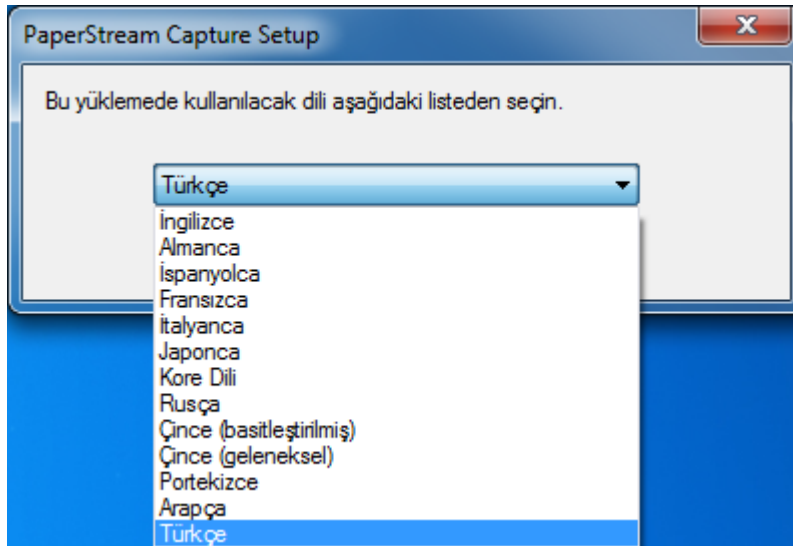 PaperStream Capture Setup
Bu yüklemede kullanılacak dili aşağıdaki listeden seçin.
Türkçe
İngilizce
Almanca
İspanyolca
Fransızca
İtalyanca
Japonca
Kore Dili
Rusça
Çince (basitleştirilmiş)
Çince (geleneksel)
Portekizce
Arapça
Türkçe